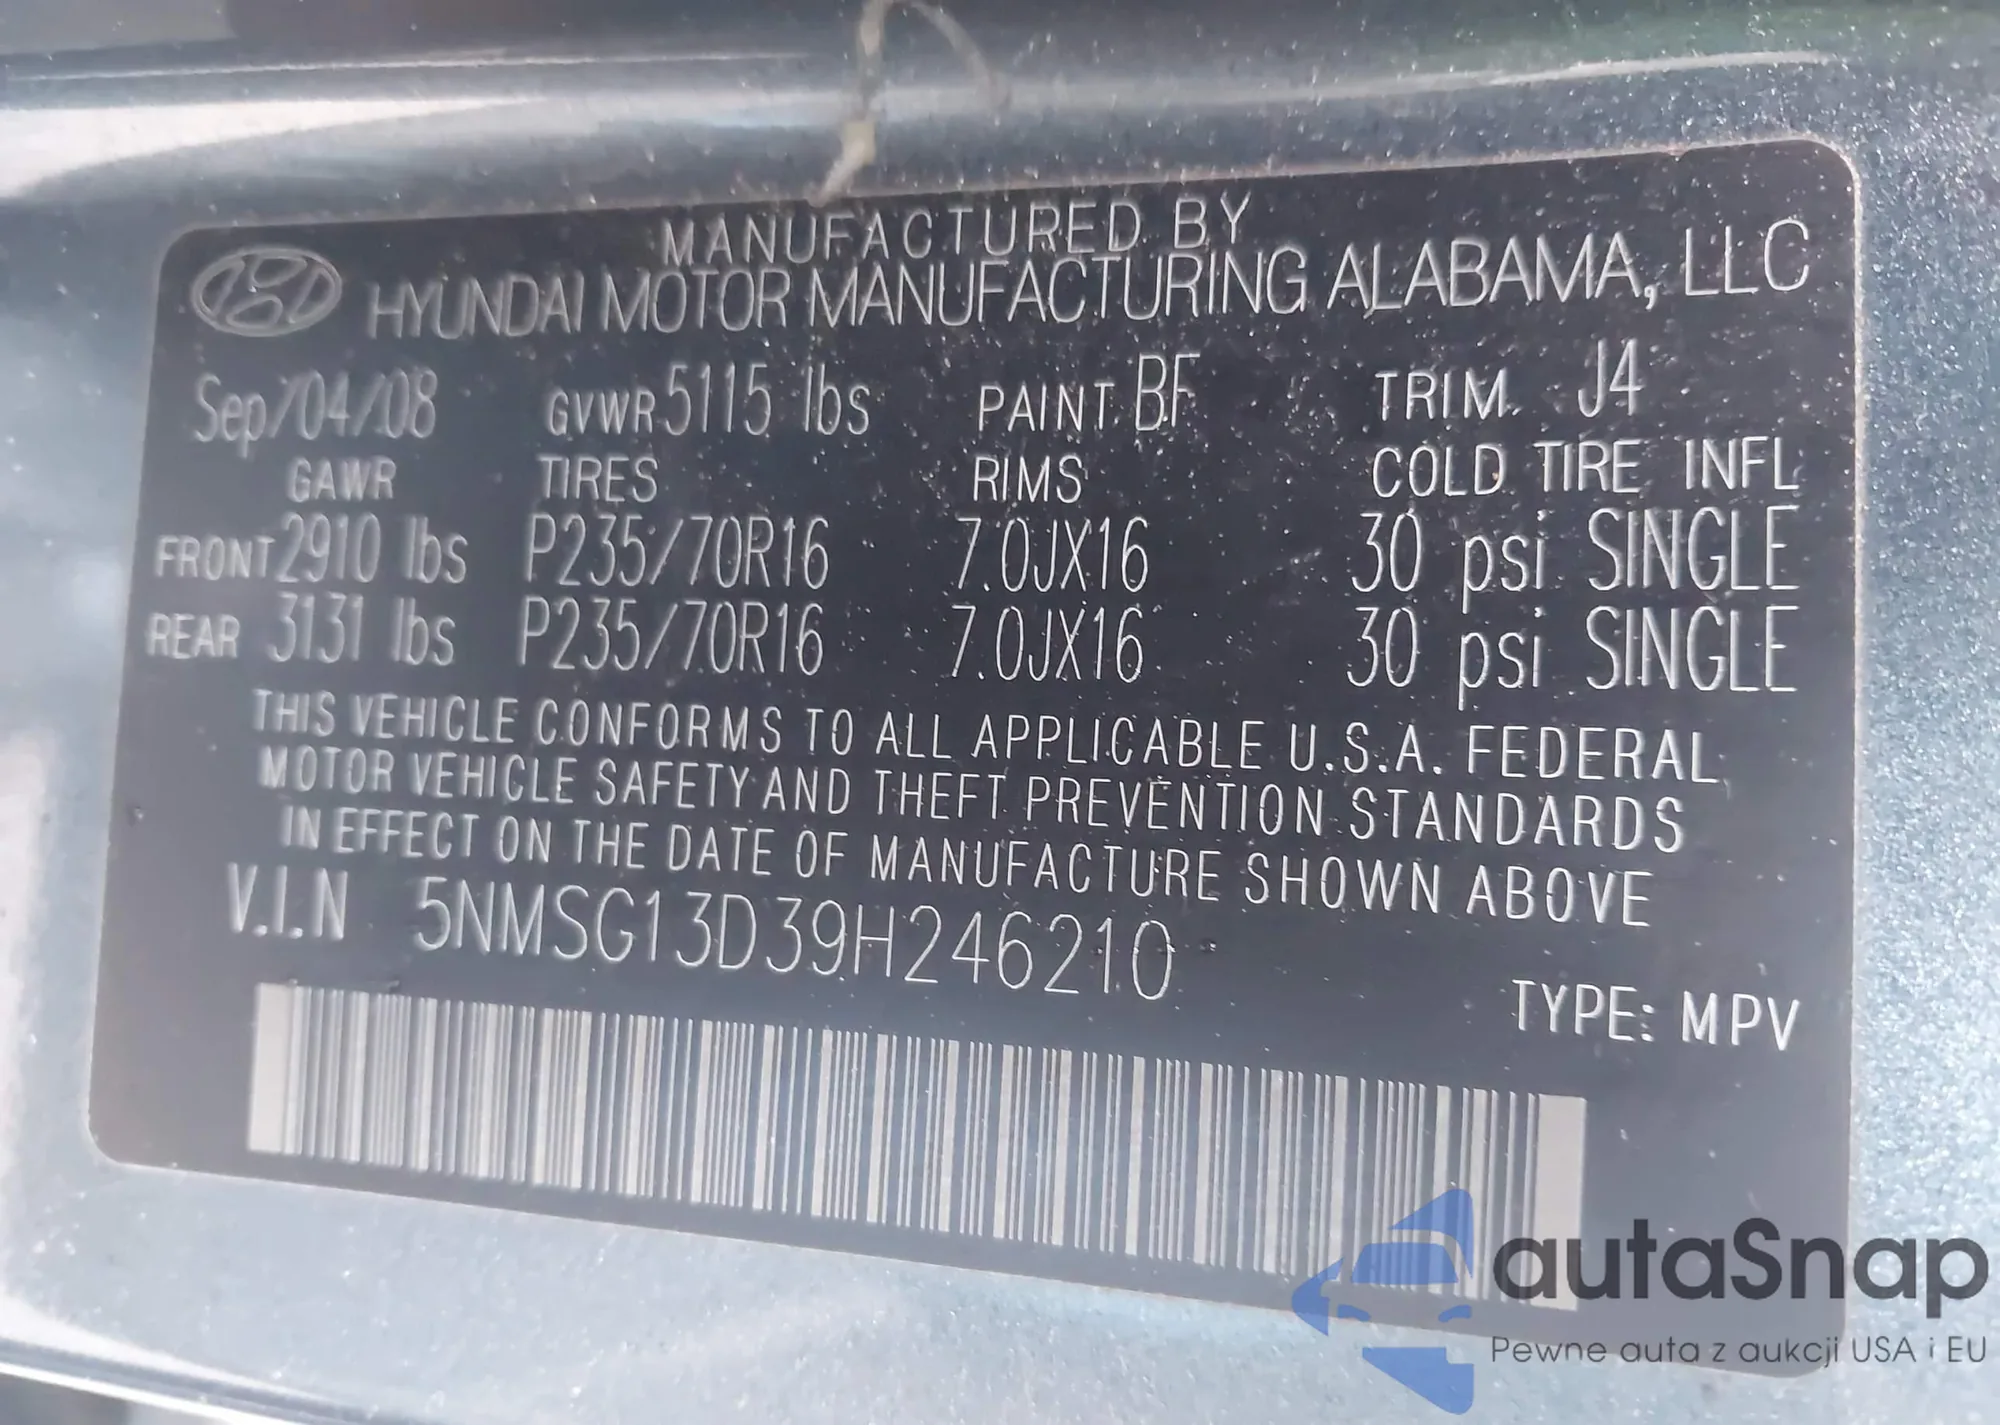 MANUFACTURED BY
HYUNDAI MOTOR MANUFACTURING ALABAMA, LLC
Sep/04/08 GVWR 5115 lbs PAINT BF TRIM J4
GAWR TIRES RIMS COLD TIRE INFL
FRONT 2910 lbs P235/70R16 7.0JX16 30 psi SINGLE
REAR 3131 lbs P235/70R16 7.0JX16 30 psi SINGLE
THIS VEHICLE CONFORMS TO ALL APPLICABLE U.S.A. FEDERAL
MOTOR VEHICLE SAFETY AND THEFT PREVENTION STANDARDS
IN EFFECT ON THE DATE OF MANUFACTURE SHOWN ABOVE
V.I.N 5NMSG13D39H246210
TYPE: MPV
autaSnap
Pewne auta z aukcji USA i EU